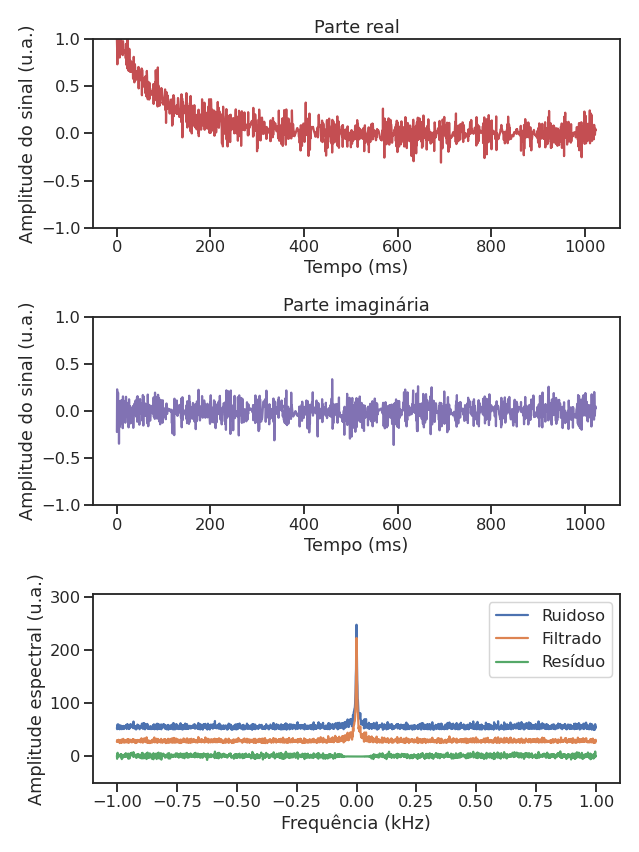 Parte real
Amplitude do sinal (u.a.)
1.0
0.5
0.0
−0.5
−1.0
0 200 400 600 800 1000
Tempo (ms)
Parte imaginária
Amplitude do sinal (u.a.)
1.0
0.5
0.0
−0.5
−1.0
0 200 400 600 800 1000
Tempo (ms)
Amplitude espectral (u.a.)
300
200
100
0
Ruidoso
Filtrado
Resíduo
−1.00 −0.75 −0.50 −0.25 0.00 0.25 0.50 0.75 1.00
Frequência (kHz)